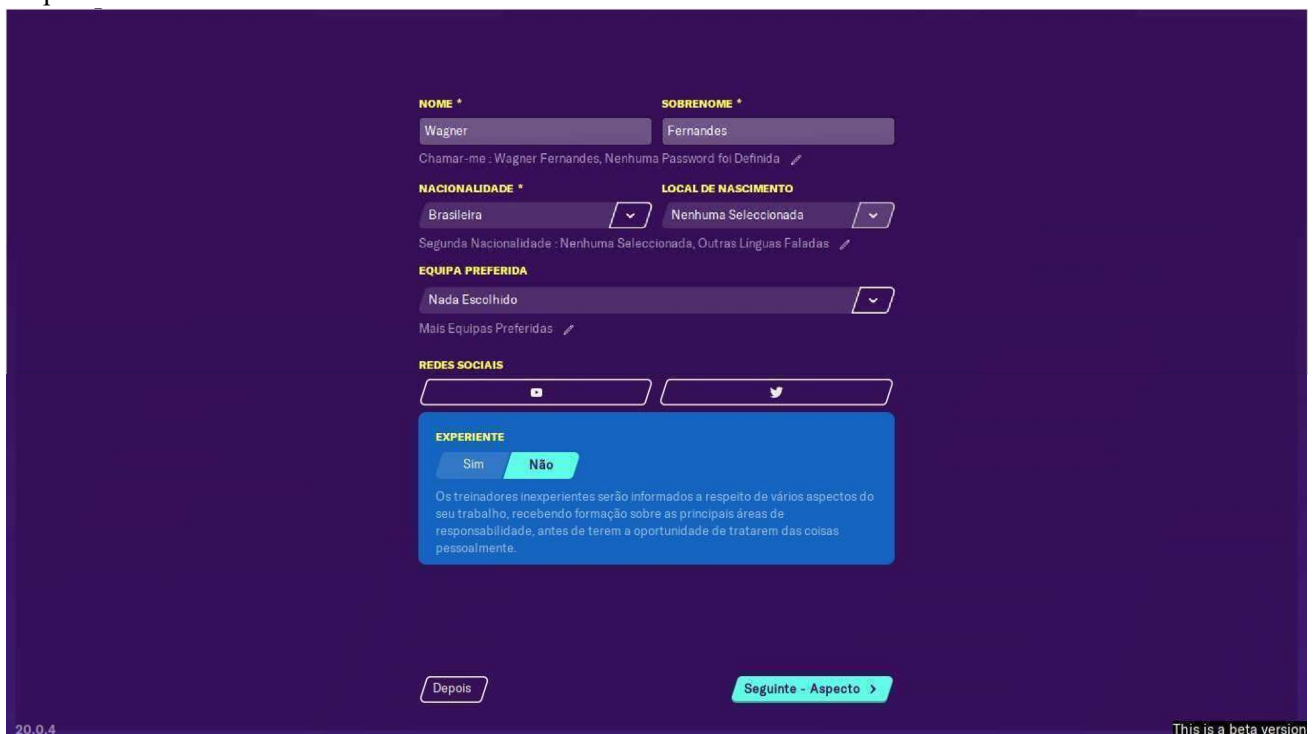 NOME * SOBRENOME *
Wagner Fernandes
Chamar-me : Wagner Fernandes, Nenhuma Password foi Definida
NACIONALIDADE * LOCAL DE NASCIMENTO
Brasileira Nenhuma Seleccionada
Segunda Nacionalidade : Nenhuma Seleccionada, Outras Línguas Faladas
EQUIPA PREFERIDA
Nada Escolhido
Mais Equipas Preferidas
REDES SOCIAIS
EXPERIENTE
Sim Não
Os treinadores inexperientes serão informados a respeito de vários aspectos do
seu trabalho, recebendo formação sobre as principais áreas de
responsabilidade, antes de terem a oportunidade de tratarem das coisas
pessoalmente.
Depois Seguinte - Aspecto >
20.0.4 This is a beta version